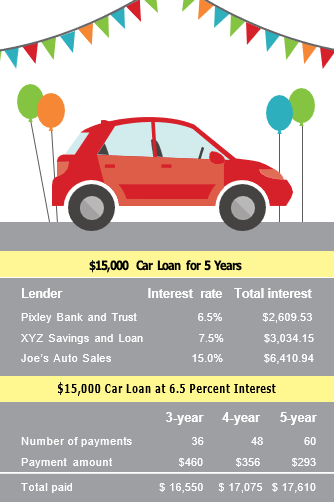 $15,000 Car Loan for 5 Years
Lender Interest rate Total interest
Pixley Bank and Trust 6.5% $2,609.53
XYZ Savings and Loan 7.5% $3,034.15
Joe's Auto Sales 15.0% $6,410.94
$15,000 Car Loan at 6.5 Percent Interest
3-year 4-year 5-year
Number of payments 36 48 60
Payment amount $460 $356 $293
Total paid $ 16,550 $ 17,075 $ 17,610